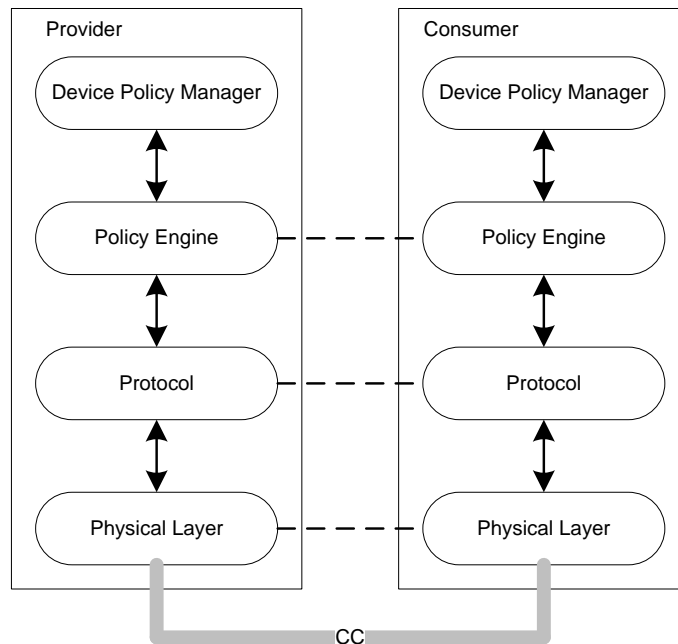 Provider
Device Policy Manager
Policy Engine
Protocol
Physical Layer
Consumer
Device Policy Manager
Policy Engine
Protocol
Physical Layer
CC